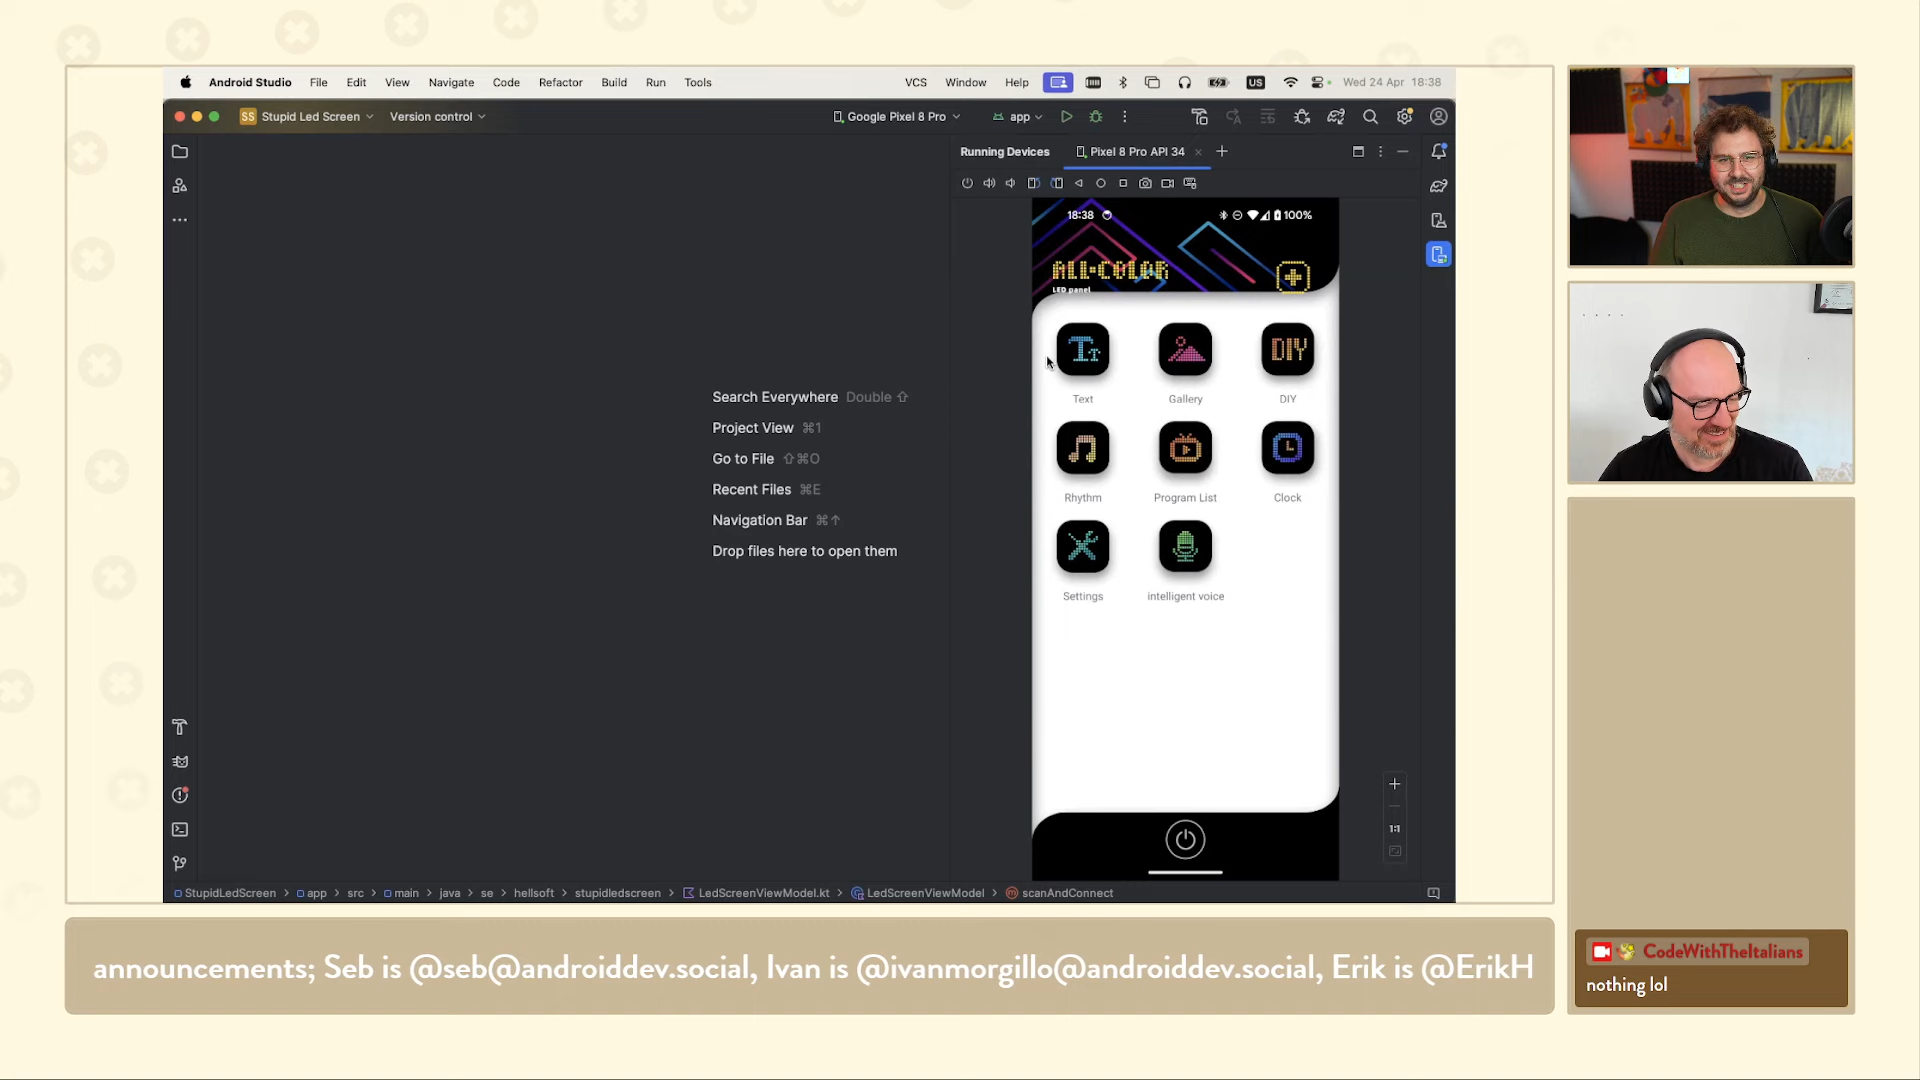 Android Studio File Edit View Navigate Code Refactor Build Run Tools VCS Window Help US Wed 24 Apr 18:38
SS Stupid Led Screen Version control Google Pixel 8 Pro app
Running Devices Pixel 8 Pro API 34
18:38 100%
ALL-COLOR
LED panel
DIY
Text Gallery DIY
Rhythm Program List Clock
Settings intelligent voice
Search Everywhere Double ⇧
Project View ⌘1
Go to File ⇧⌘O
Recent Files ⌘E
Navigation Bar ⌘↑
Drop files here to open them
1:1
StupidLedScreen > app > src > main > java > se > hellsoft > stupidledscreen > LedScreenViewModel.kt > LedScreenViewModel > scanAndConnect
announcements; Seb is @seb@androiddev.social, Ivan is @ivanmorgillo@androiddev.social, Erik is @ErikH
CodeWithTheItalians
nothing lol